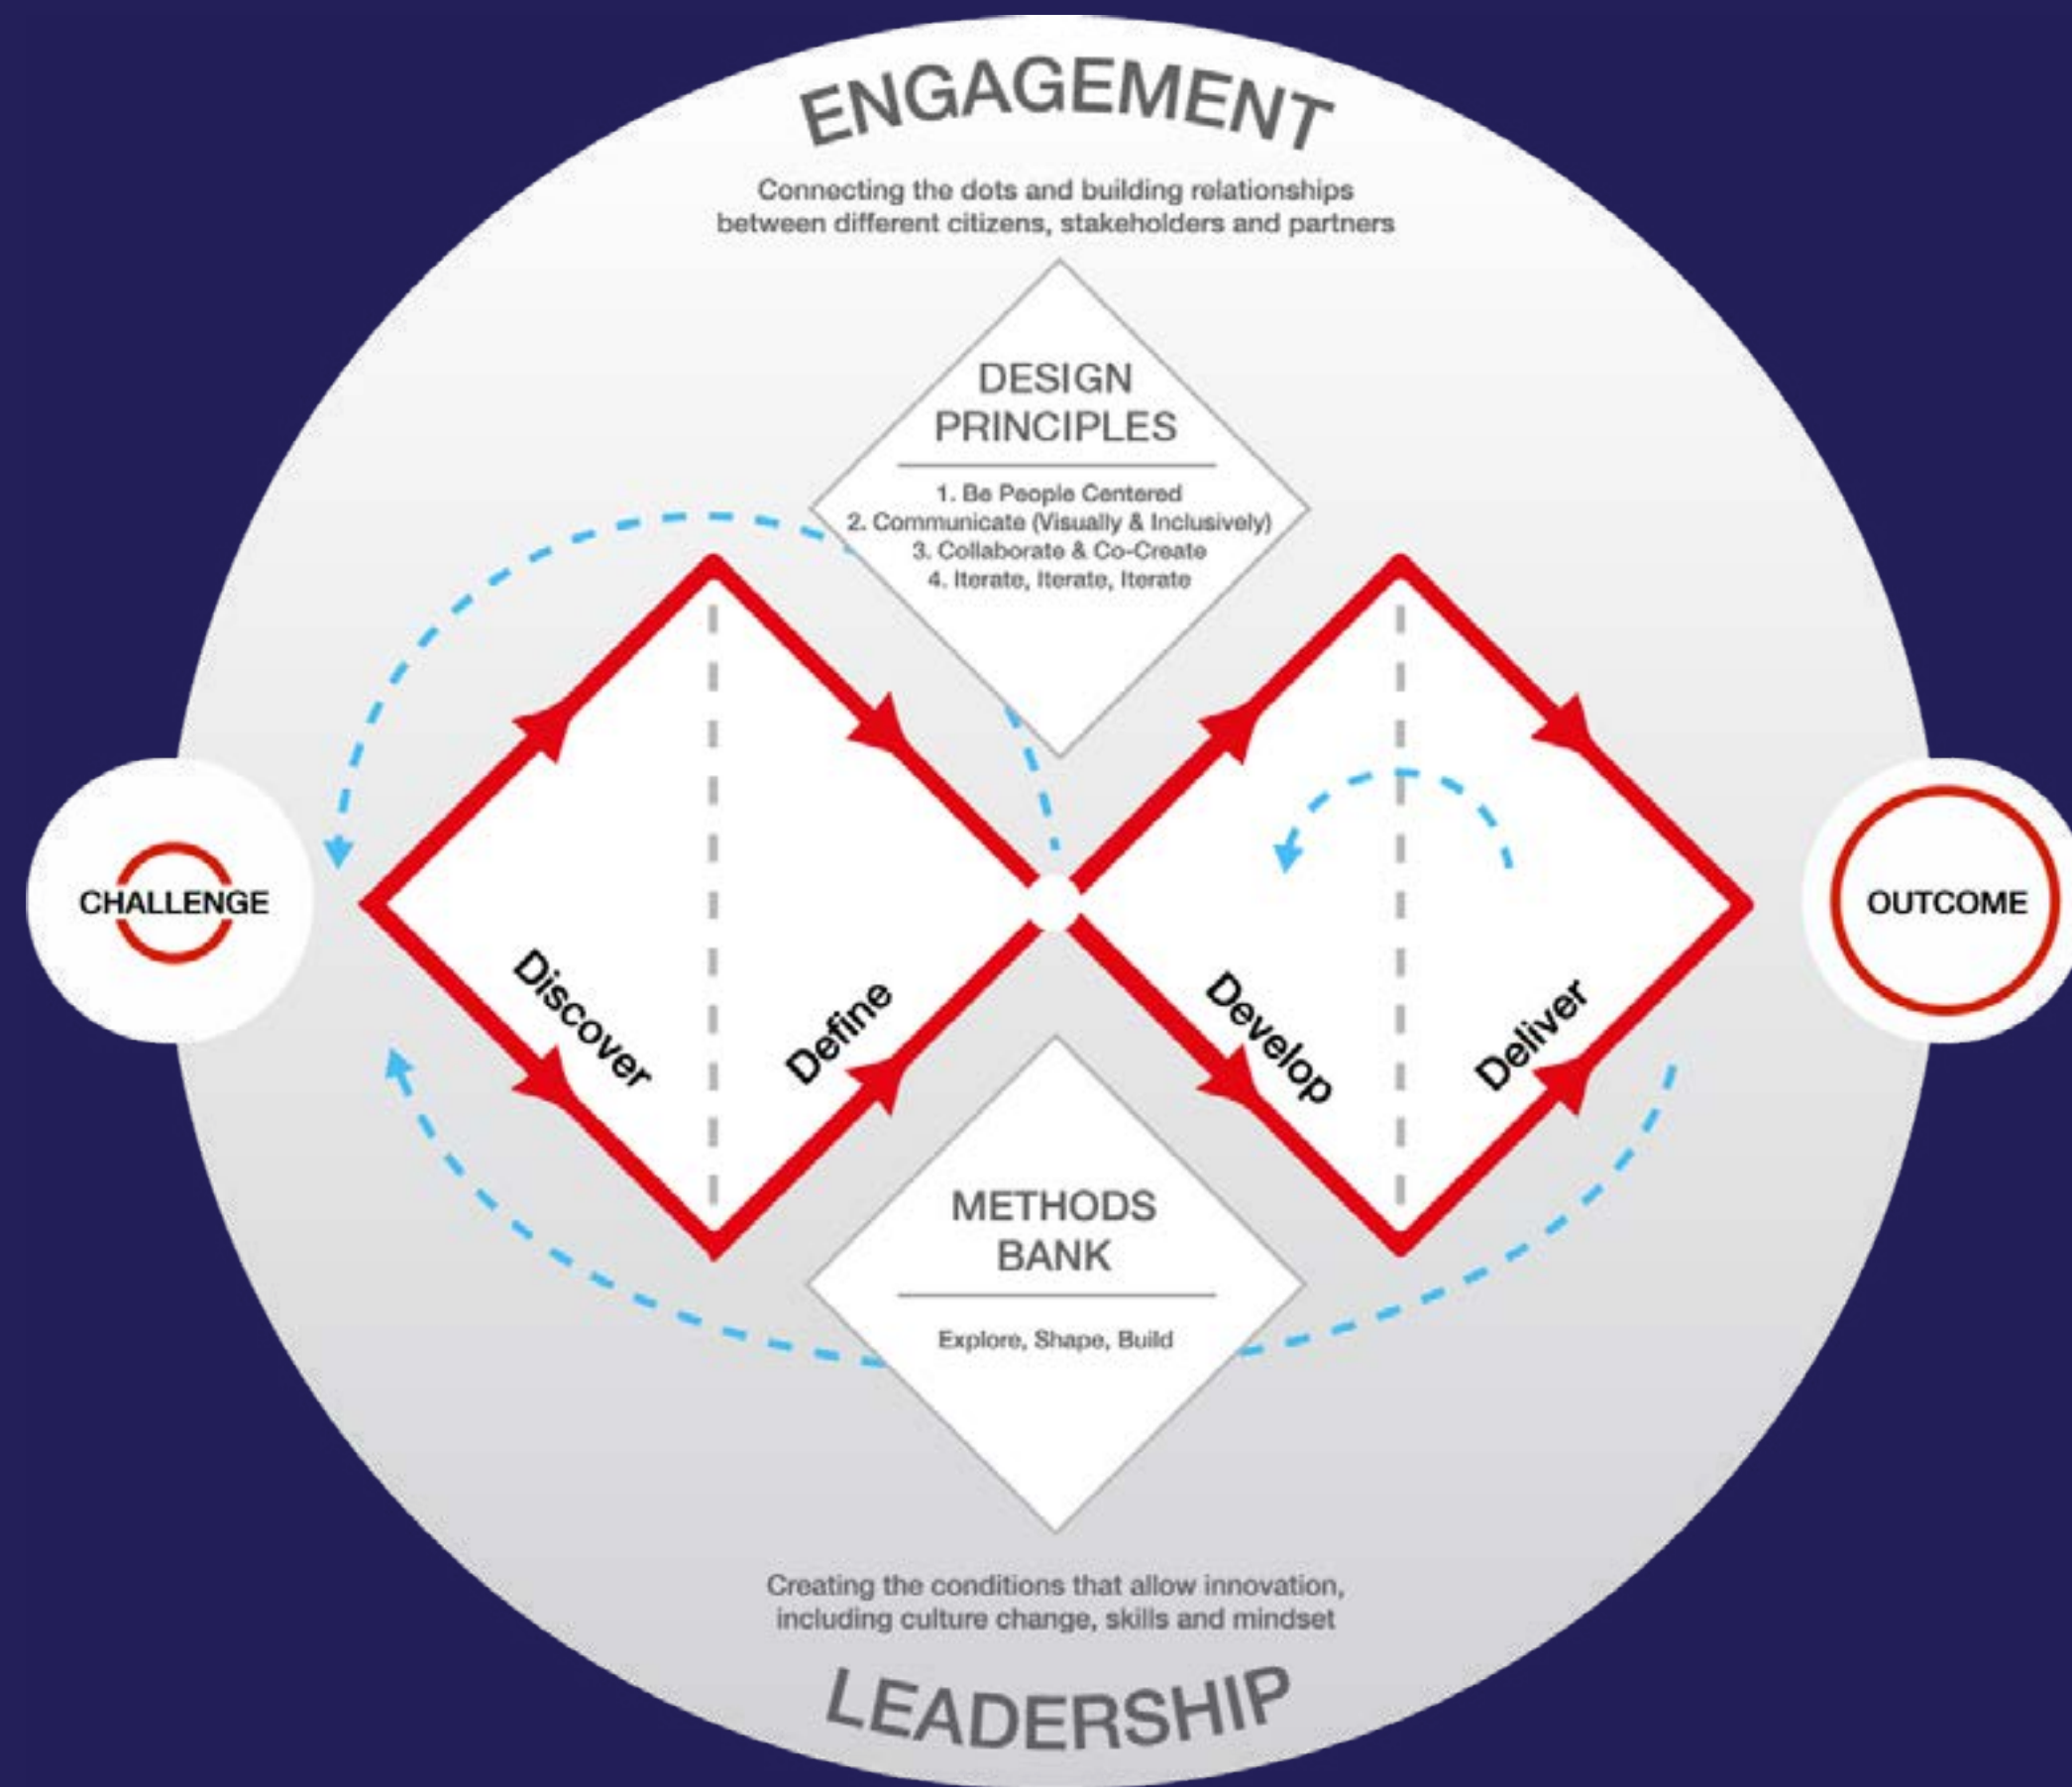 ENGAGEMENT
Connecting the dots and building relationships
between different citizens, stakeholders and partners
DESIGN
PRINCIPLES
1. Be People Centered
2. Communicate (Visually & Inclusively)
3. Collaborate & Co-Create
4. Iterate, Iterate, Iterate
CHALLENGE
Discover
Define
Develop
Deliver
OUTCOME
METHODS
BANK
Explore, Shape, Build
Creating the conditions that allow innovation,
including culture change, skills and mindset
LEADERSHIP